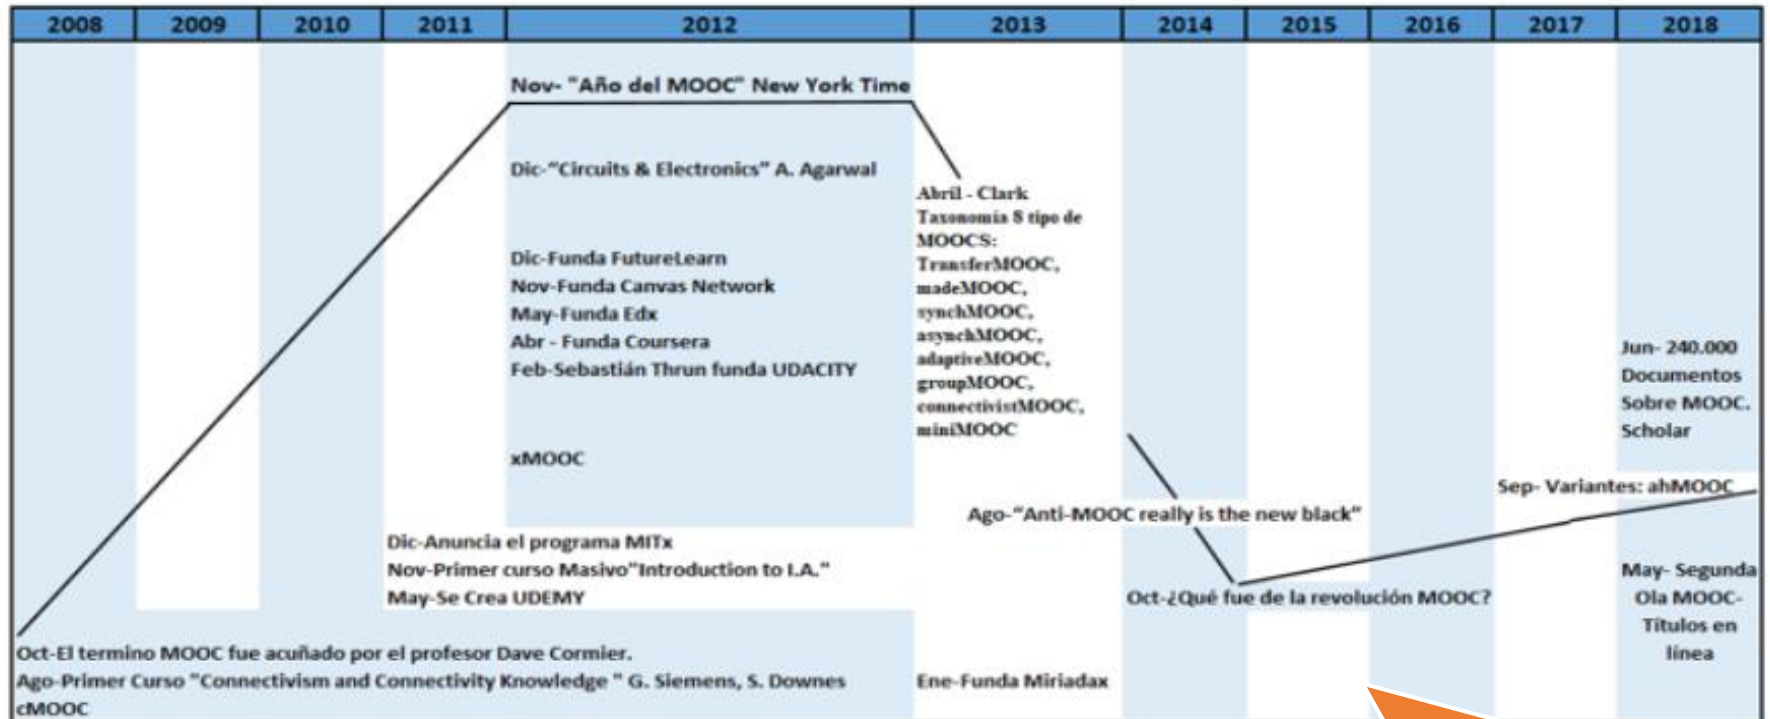 2008 2009 2010 2011 2012 2013 2014 2015 2016 2017 2018
Nov- "Año del MOOC" New York Time
Dic-"Circuits & Electronics" A. Agarwal
Dic-Funda FutureLearn
Nov-Funda Canvas Network
May-Funda Edx
Abr - Funda Coursera
Feb-Sebastián Thrun funda UDACITY
xMOOC
Dic-Anuncia el programa MITx
Nov-Primer curso Masivo"Introduction to I.A."
May-Se Crea UDEMY
Oct-El termino MOOC fue acuñado por el profesor Dave Cormier.
Ago-Primer Curso "Connectivism and Connectivity Knowledge " G. Siemens, S. Downes
cMOOC
Abril - Clark
Taxonomía 8 tipo de
MOOCS:
TransferMOOC,
madeMOOC,
synchMOOC,
asynchMOOC,
adaptiveMOOC,
groupMOOC,
connectivistMOOC,
miniMOOC
Ene-Funda Miriadax
Ago-"Anti-MOOC really is the new black"
Oct-¿Qué fue de la revolución MOOC?
Jun- 240.000
Documentos
Sobre MOOC.
Scholar
Sep- Variantes: ahMOOC
May- Segunda
Ola MOOC-
Títulos en
línea